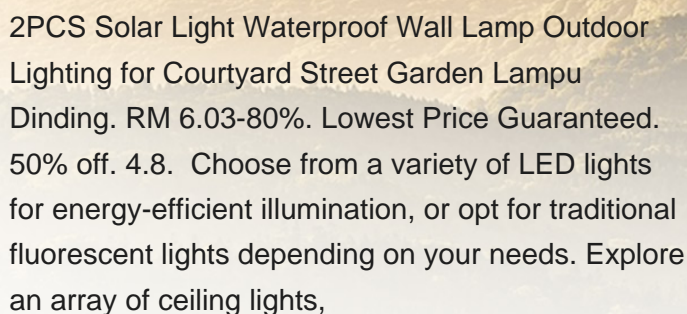 2PCS Solar Light Waterproof Wall Lamp Outdoor
Lighting for Courtyard Street Garden Lampu
Dinding. RM 6.03-80%. Lowest Price Guaranteed.
50% off. 4.8.  Choose from a variety of LED lights
for energy-efficient illumination, or opt for traditional
fluorescent lights depending on your needs. Explore
an array of ceiling lights,